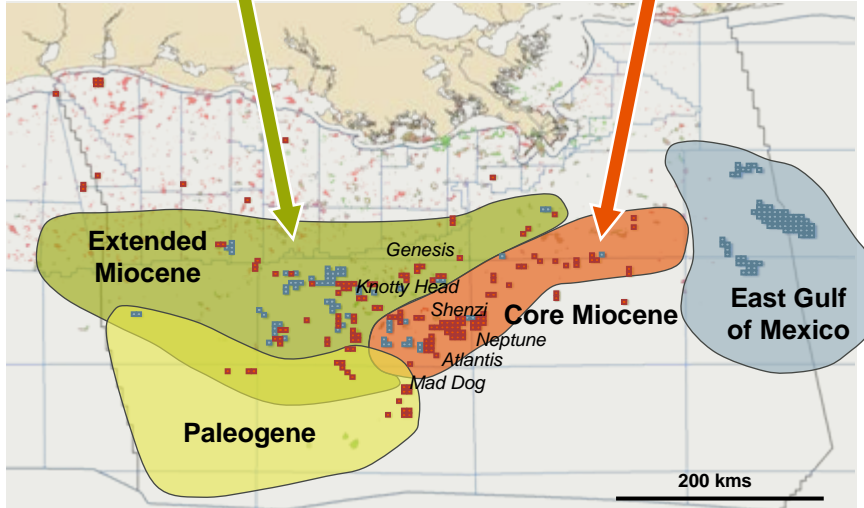 Extended
Miocene
Genesis
Knotty Head
Shenzi
Core Miocene
Neptune
Atlantis
Mad Dog
East Gulf
of Mexico
Paleogene
200 kms